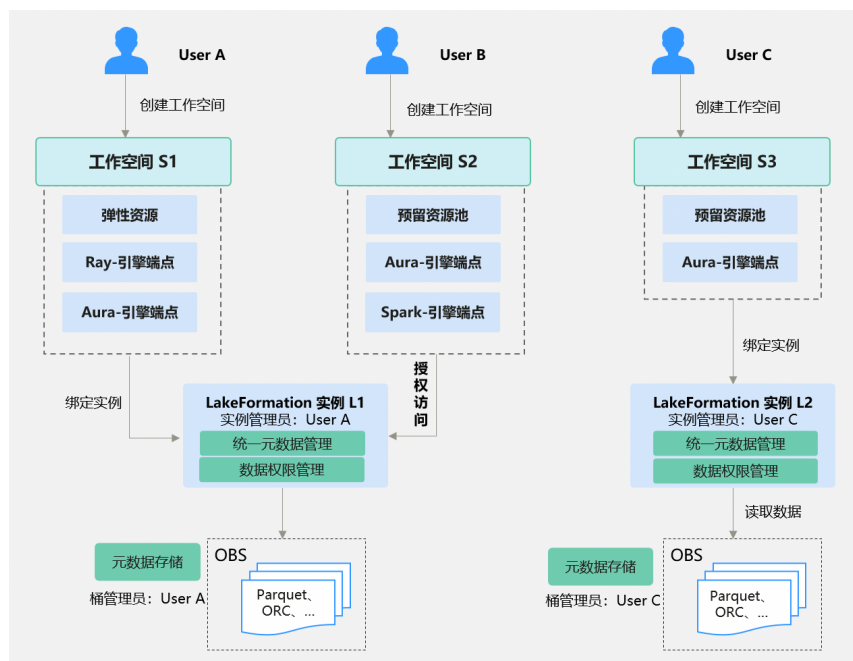 User A
User B
User C
创建工作空间
创建工作空间
创建工作空间
工作空间 S1
工作空间 S2
工作空间 S3
弹性资源
Ray-引擎端点
Aura-引擎端点
预留资源池
Aura-引擎端点
Spark-引擎端点
预留资源池
Aura-引擎端点
绑定实例
授权访问
绑定实例
LakeFormation 实例 L1
实例管理员：User A
统一元数据管理
数据权限管理
LakeFormation 实例 L2
实例管理员：User C
统一元数据管理
数据权限管理
读取数据
元数据存储
桶管理员：User A
OBS
Parquet、
ORC、...
元数据存储
桶管理员：User C
OBS
Parquet、
ORC、...